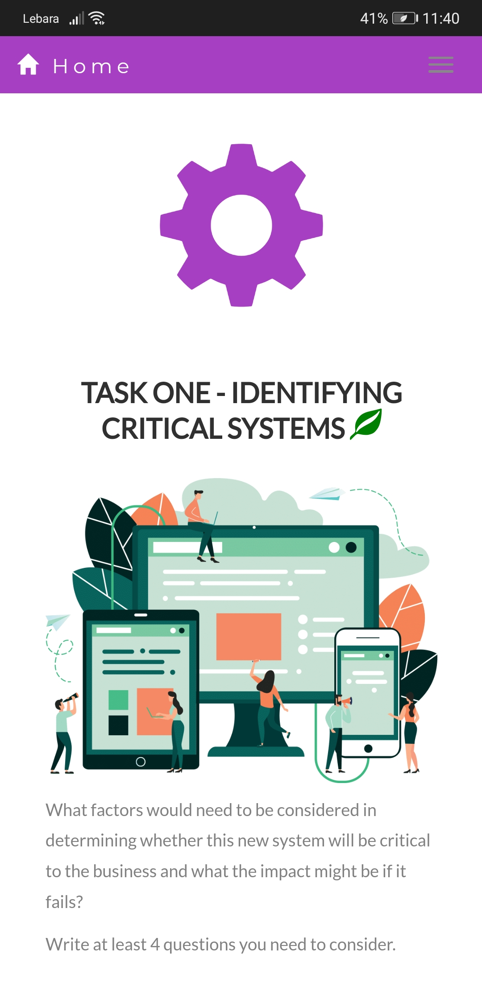 Lebara
41% 11:40
Home
TASK ONE - IDENTIFYING
CRITICAL SYSTEMS
What factors would need to be considered in
determining whether this new system will be critical
to the business and what the impact might be if it
fails?
Write at least 4 questions you need to consider.